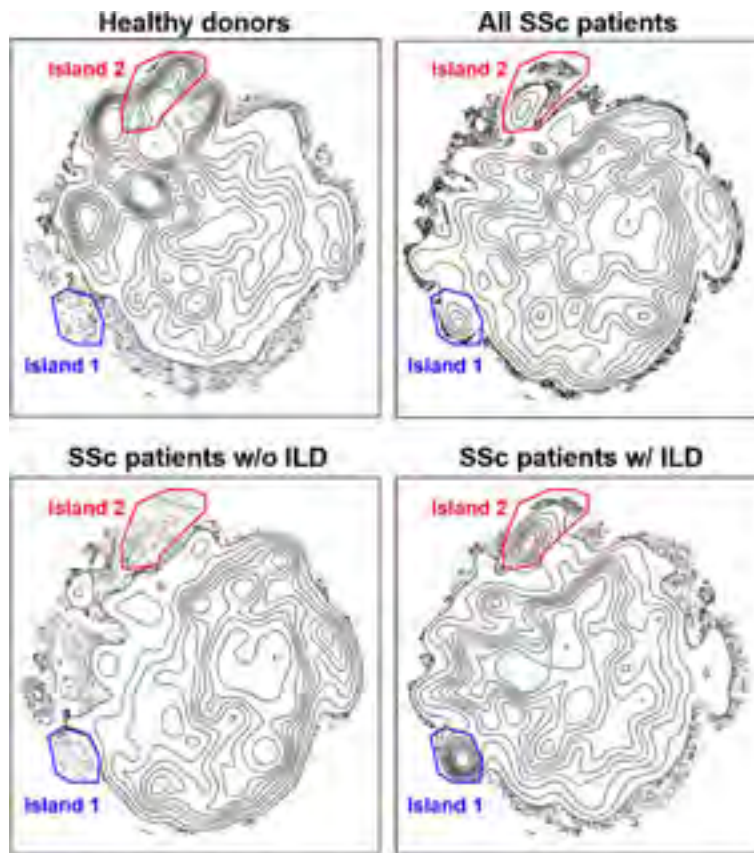 Healthy donors
All SSc patients
Island 2
Island 2
Island 1
Island 1
SSc patients w/o ILD
SSc patients w/ ILD
Island 2
Island 2
Island 1
Island 1